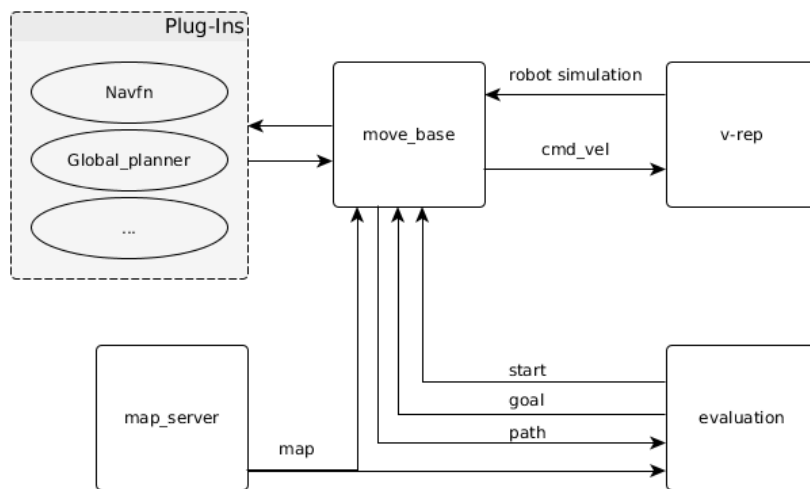 Plug-Ins
Navfn
Global_planner
...
move_base
robot simulation
cmd_vel
v-rep
map_server
map
start
goal
path
evaluation